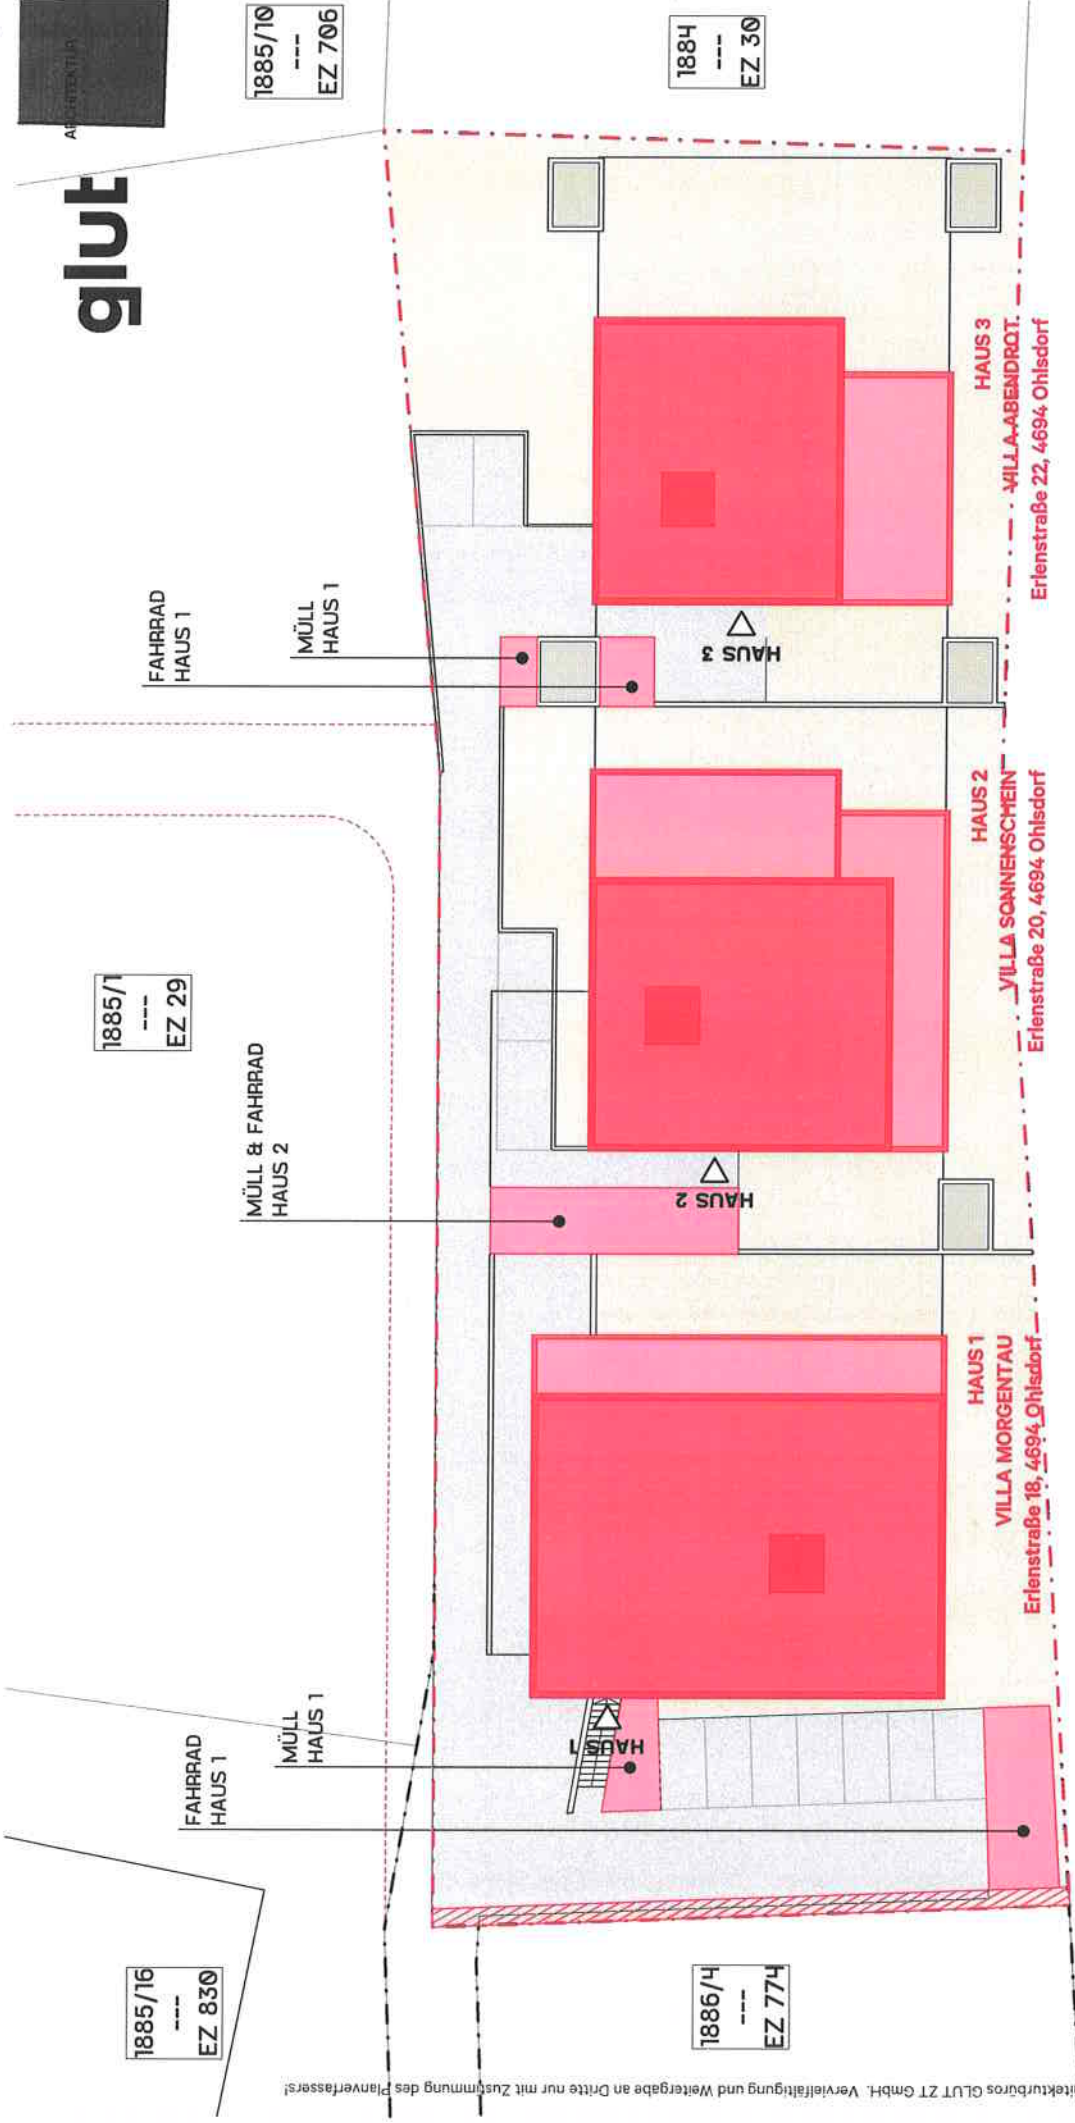 ARCHITEKTUR
glut
1885/10
---
EZ 706
1884
---
EZ 30
FAHRRAD
HAUS 1
MÜLL
HAUS 1
HAUS 3
HAUS 3
VILLA ABENDROT
Erlenstraße 22, 4694 Ohlsdorf
1885/1
---
EZ 29
MÜLL & FAHRRAD
HAUS 2
HAUS 2
HAUS 2
VILLA SONNENSCHEIN
Erlenstraße 20, 4694 Ohlsdorf
FAHRRAD
HAUS 1
MÜLL
HAUS 1
HAUS 1
HAUS 1
VILLA MORGENTAU
Erlenstraße 18, 4694 Ohlsdorf
1885/16
---
EZ 830
1886/4
---
EZ 774
GLUT ZT GmbH. Vervielfältigung und Weitergabe an Dritte nur mit Zustimmung des Planverfassers!